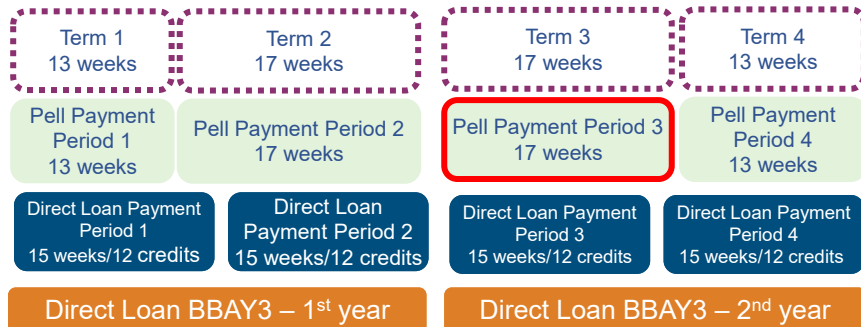 Term 1
13 weeks
Term 2
17 weeks
Term 3
17 weeks
Term 4
13 weeks
Pell Payment
Period 1
13 weeks
Pell Payment Period 2
17 weeks
Pell Payment Period 3
17 weeks
Pell Payment
Period 4
13 weeks
Direct Loan Payment
Period 1
15 weeks/12 credits
Direct Loan
Payment Period 2
15 weeks/12 credits
Direct Loan Payment
Period 3
15 weeks/12 credits
Direct Loan Payment
Period 4
15 weeks/12 credits
Direct Loan BBAY3 – 1st year
Direct Loan BBAY3 – 2nd year